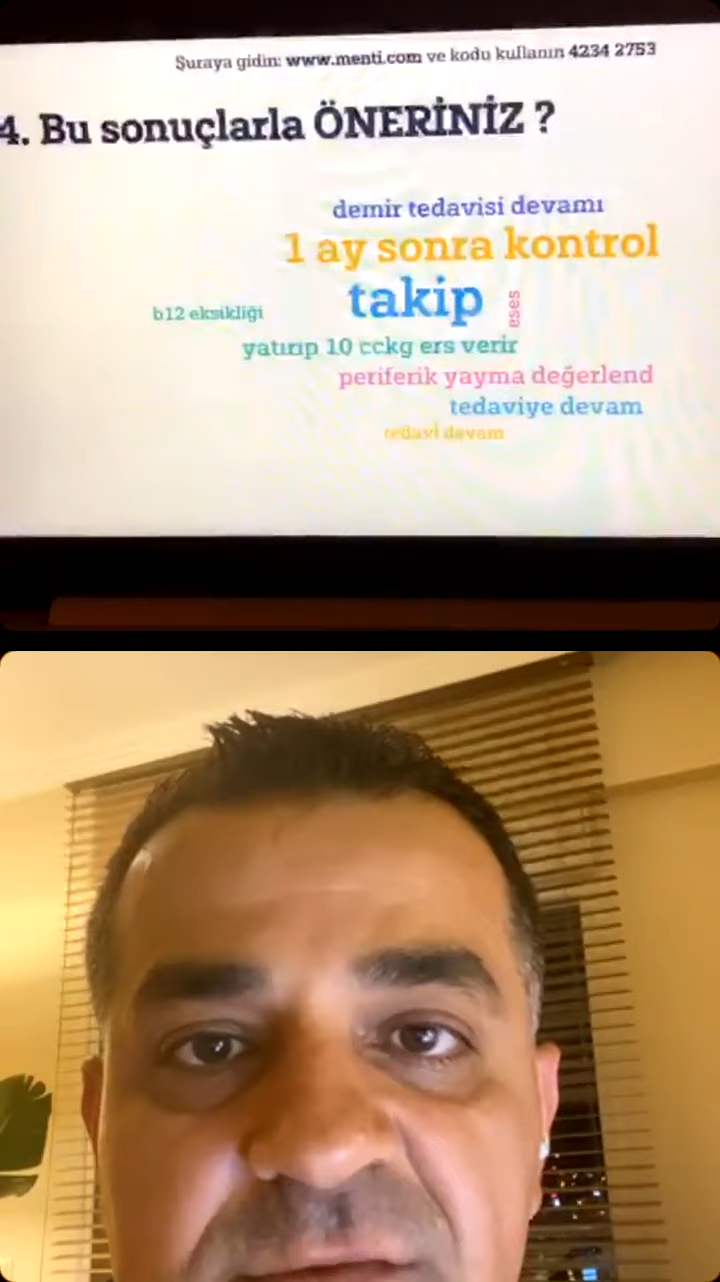 Şuraya gidin: www.menti.com ve kodu kullanın 4234 2753
4. Bu sonuçlarla ÖNERİNİZ ?
demir tedavisi devamı
1 ay sonra kontrol
takip
eses
b12 eksikliği
yatırıp 10 cckg ers verir
periferik yayma değerlend
tedaviye devam
tedavi devam